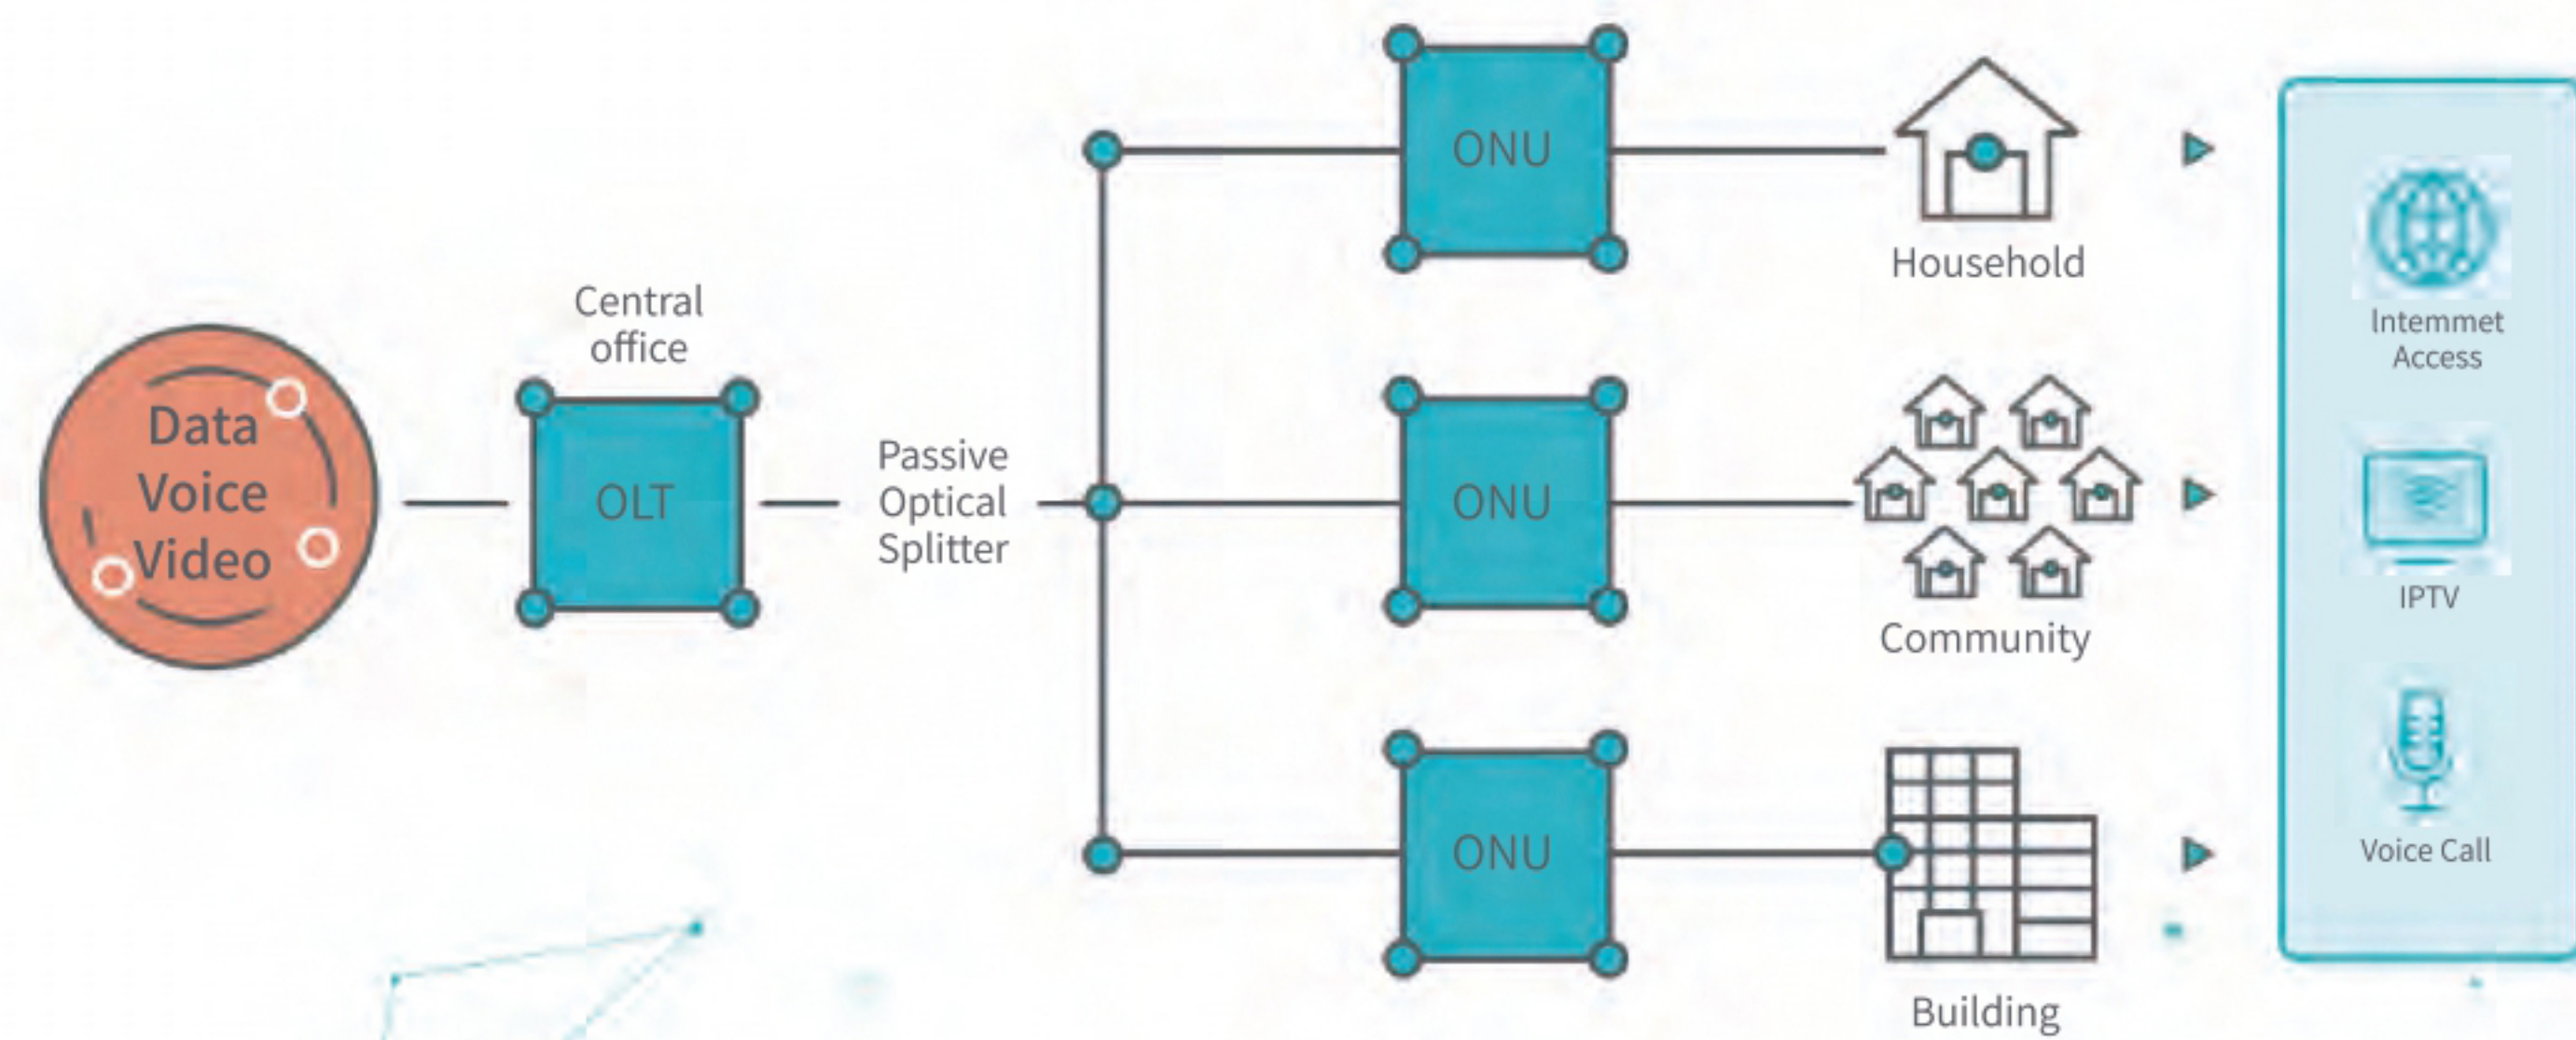 Data
Voice
Video
Central
office
OLT
Passive
Optical
Splitter
ONU
Household
ONU
Community
ONU
Building
Intemmet
Access
IPTV
Voice Call